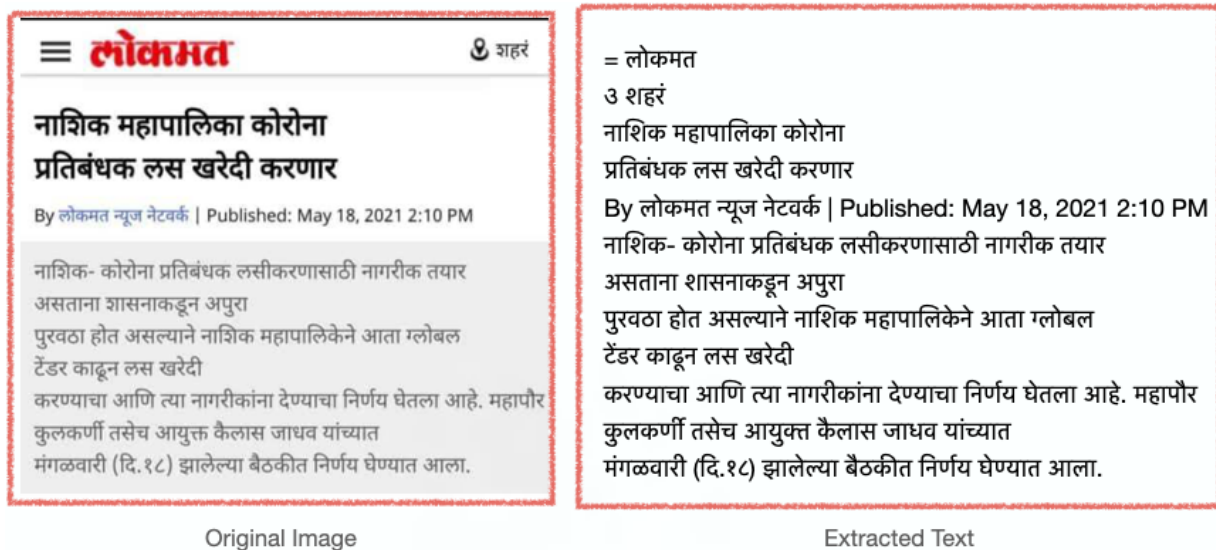 लोकमत
शहरं
नाशिक महापालिका कोरोना
प्रतिबंधक लस खरेदी करणार
By लोकमत न्यूज नेटवर्क | Published: May 18, 2021 2:10 PM
नाशिक- कोरोना प्रतिबंधक लसीकरणासाठी नागरीक तयार
असताना शासनाकडून अपुरा
पुरवठा होत असल्याने नाशिक महापालिकेने आता ग्लोबल
टेंडर काढून लस खरेदी
करण्याचा आणि त्या नागरीकांना देण्याचा निर्णय घेतला आहे. महापौर
कुलकर्णी तसेच आयुक्त कैलास जाधव यांच्यात
मंगळवारी (दि.१८) झालेल्या बैठकीत निर्णय घेण्यात आला.
Original Image
= लोकमत
७ शहरं
नाशिक महापालिका कोरोना
प्रतिबंधक लस खरेदी करणार
By लोकमत न्यूज नेटवर्क | Published: May 18, 2021 2:10 PM
नाशिक- कोरोना प्रतिबंधक लसीकरणासाठी नागरीक तयार
असताना शासनाकडून अपुरा
पुरवठा होत असल्याने नाशिक महापालिकेने आता ग्लोबल
टेंडर काढून लस खरेदी
करण्याचा आणि त्या नागरीकांना देण्याचा निर्णय घेतला आहे. महापौर
कुलकर्णी तसेच आयुक्त कैलास जाधव यांच्यात
मंगळवारी (दि.१८) झालेल्या बैठकीत निर्णय घेण्यात आला.
Extracted Text